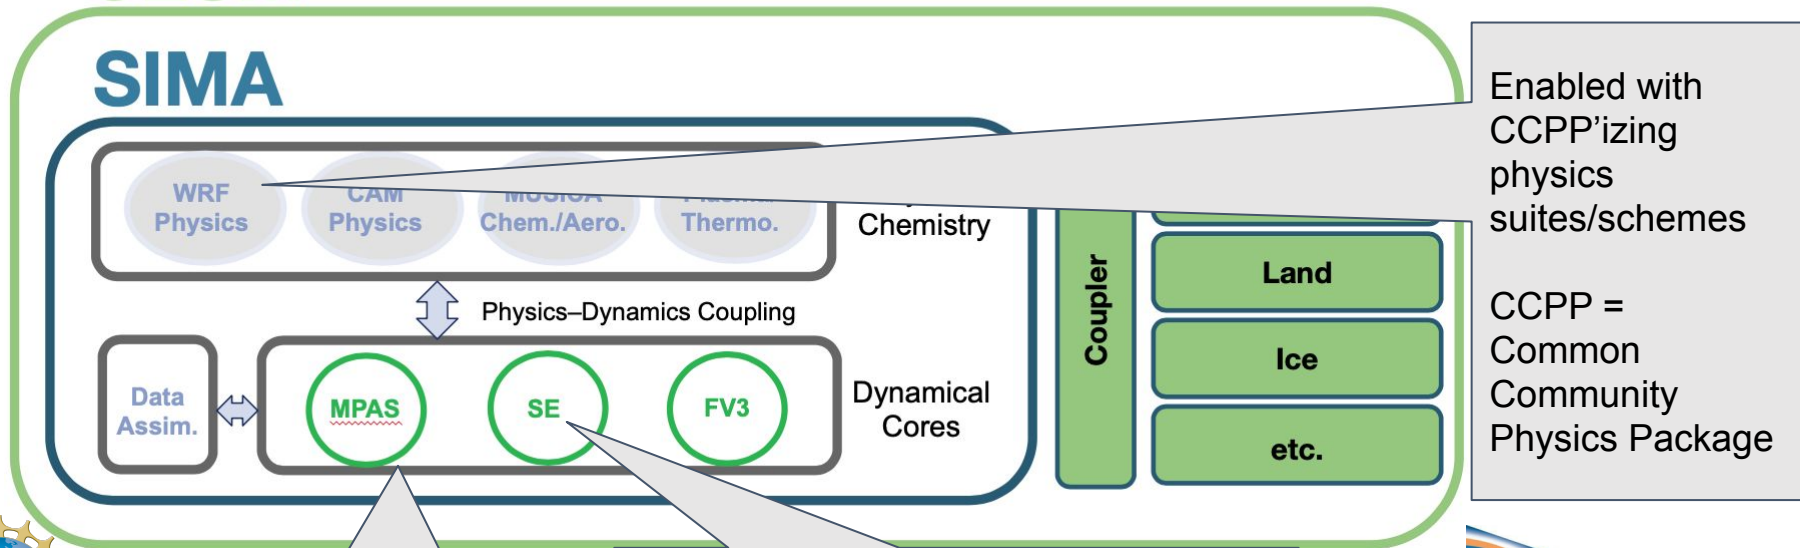 SIMA
WRF
Physics
CAM
Physics
MUSICA
Chem./Aero.
Thermo.
Chemistry
Physics–Dynamics Coupling
Data
Assim.
MPAS
SE
FV3
Dynamical
Cores
Coupler
Land
Ice
etc.
Enabled with
CCPP’izing
physics
suites/schemes
CCPP =
Common
Community
Physics Package